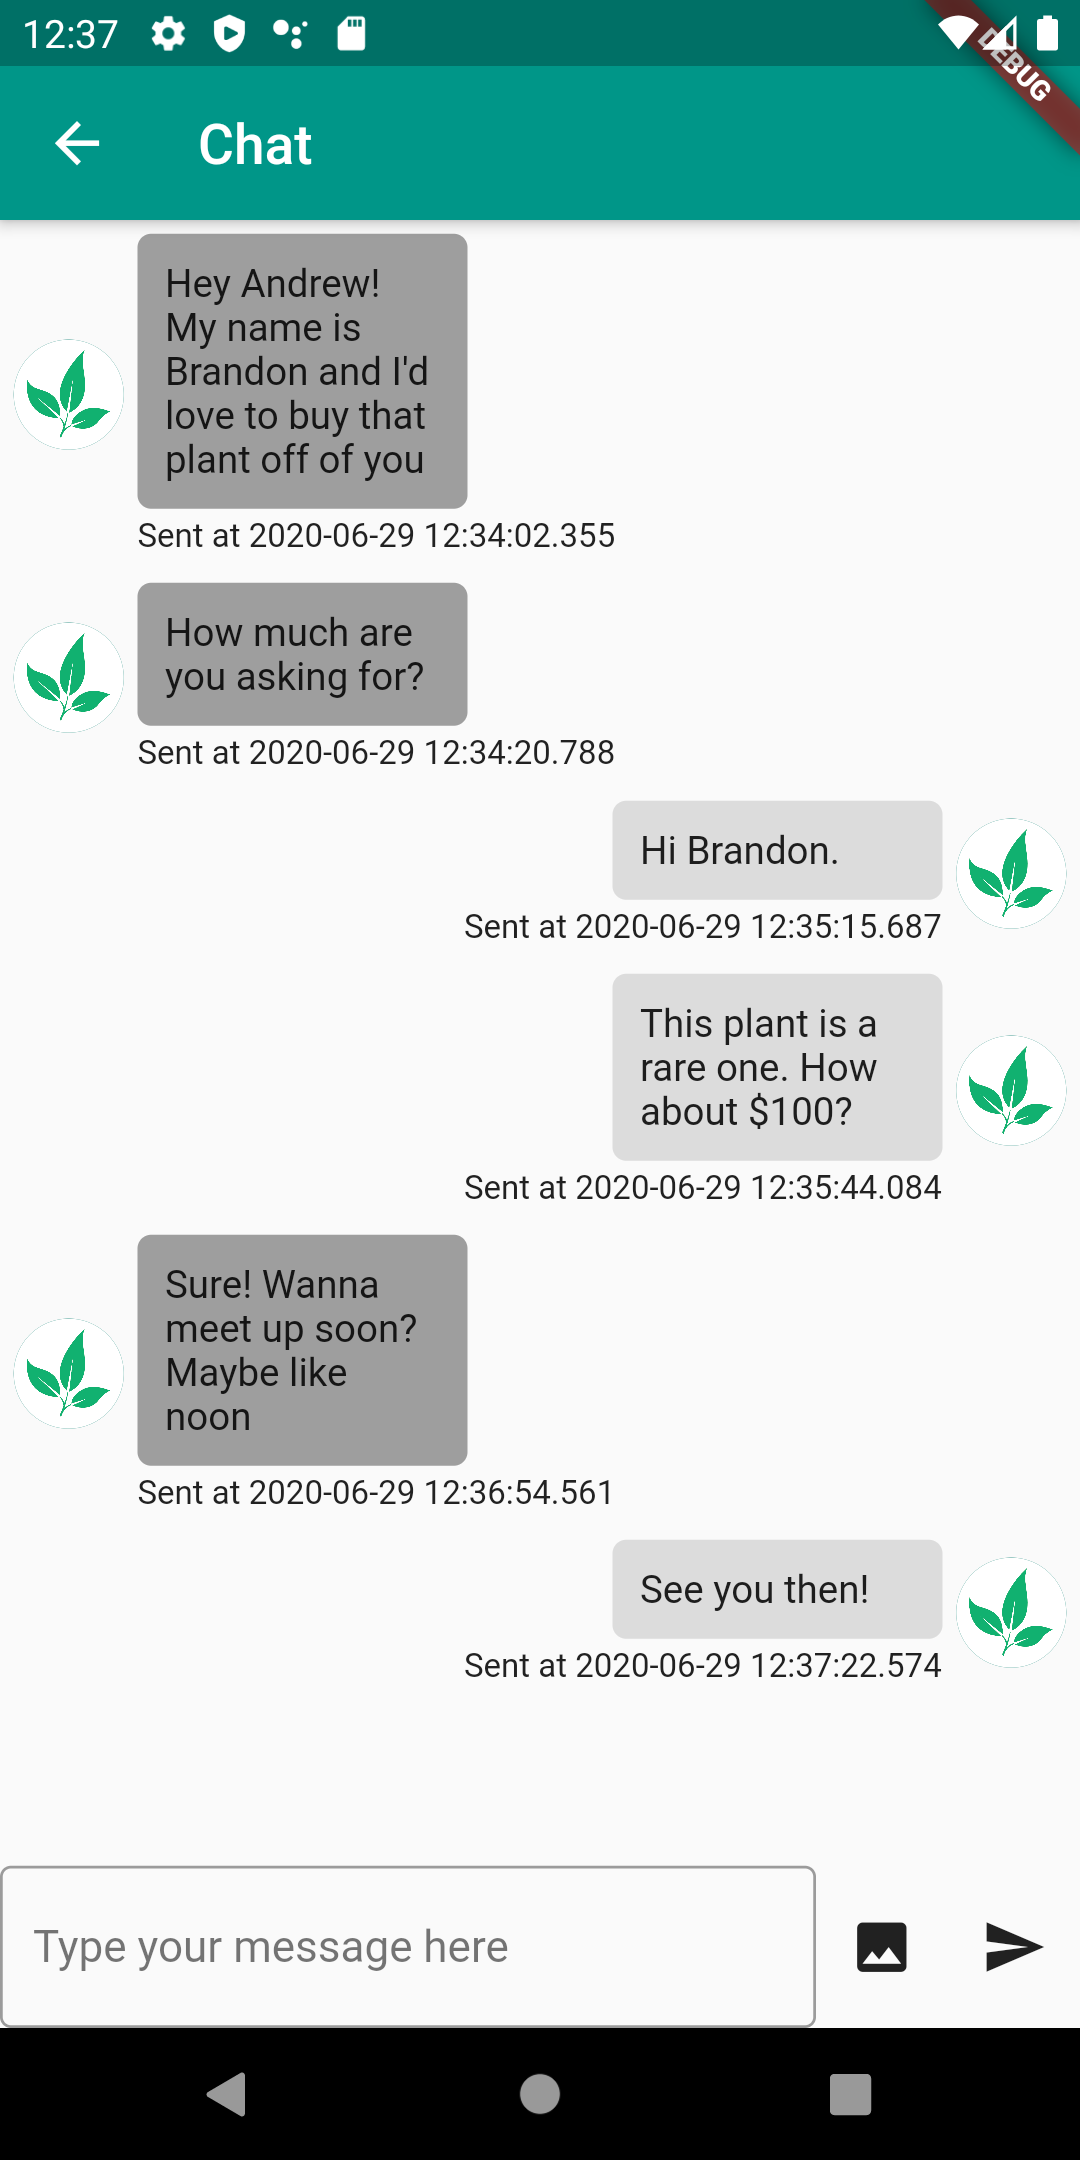 12:37
DEBUG
Chat
Hey Andrew!
My name is
Brandon and I'd
love to buy that
plant off of you
Sent at 2020-06-29 12:34:02.355
How much are
you asking for?
Sent at 2020-06-29 12:34:20.788
Hi Brandon.
Sent at 2020-06-29 12:35:15.687
This plant is a
rare one. How
about $100?
Sent at 2020-06-29 12:35:44.084
Sure! Wanna
meet up soon?
Maybe like
noon
Sent at 2020-06-29 12:36:54.561
See you then!
Sent at 2020-06-29 12:37:22.574
Type your message here